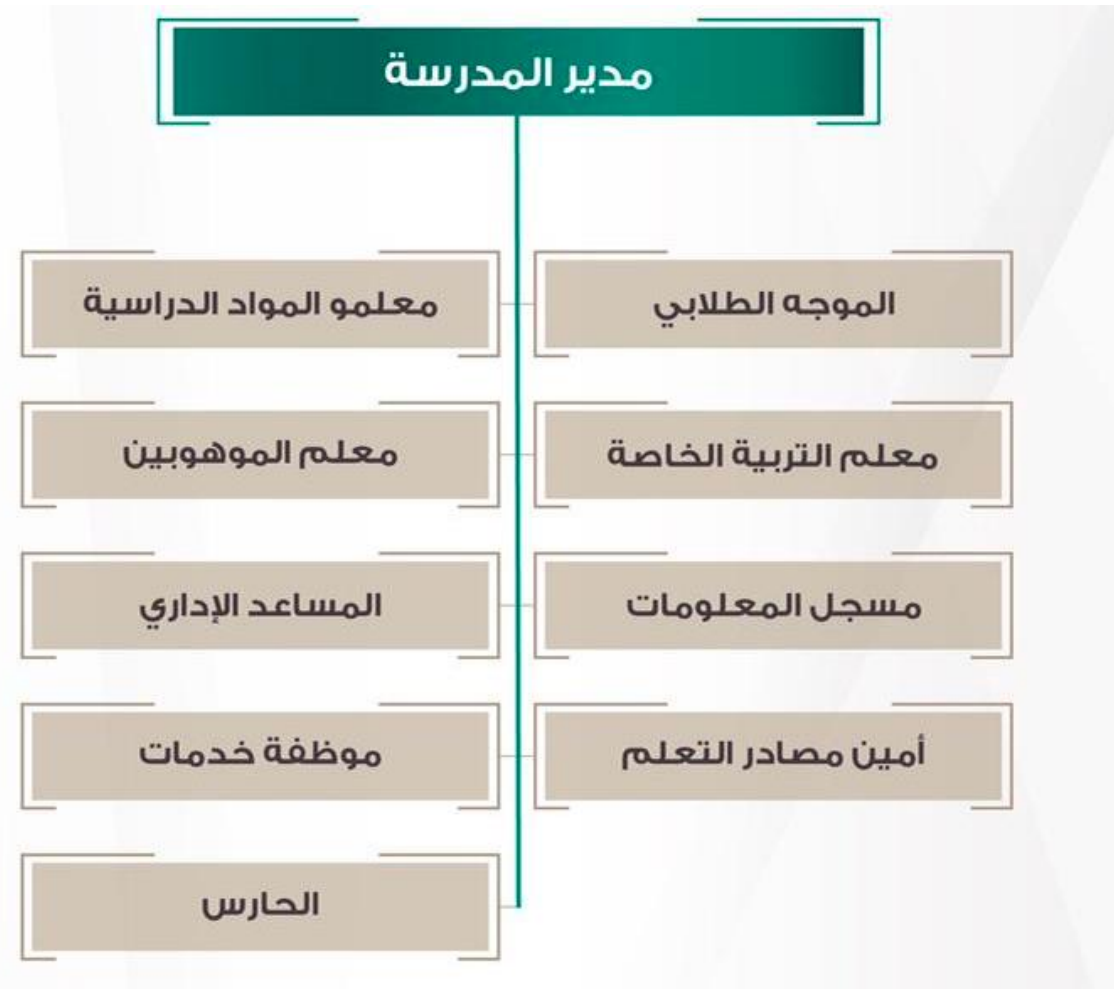 مدير المدرسة
الموجه الطلابي
معلمو المواد الدراسية
معلم التربية الخاصة
معلم الموهوبين
مسجل المعلومات
المساعد الإداري
أمين مصادر التعلم
موظفة خدمات
الحارس